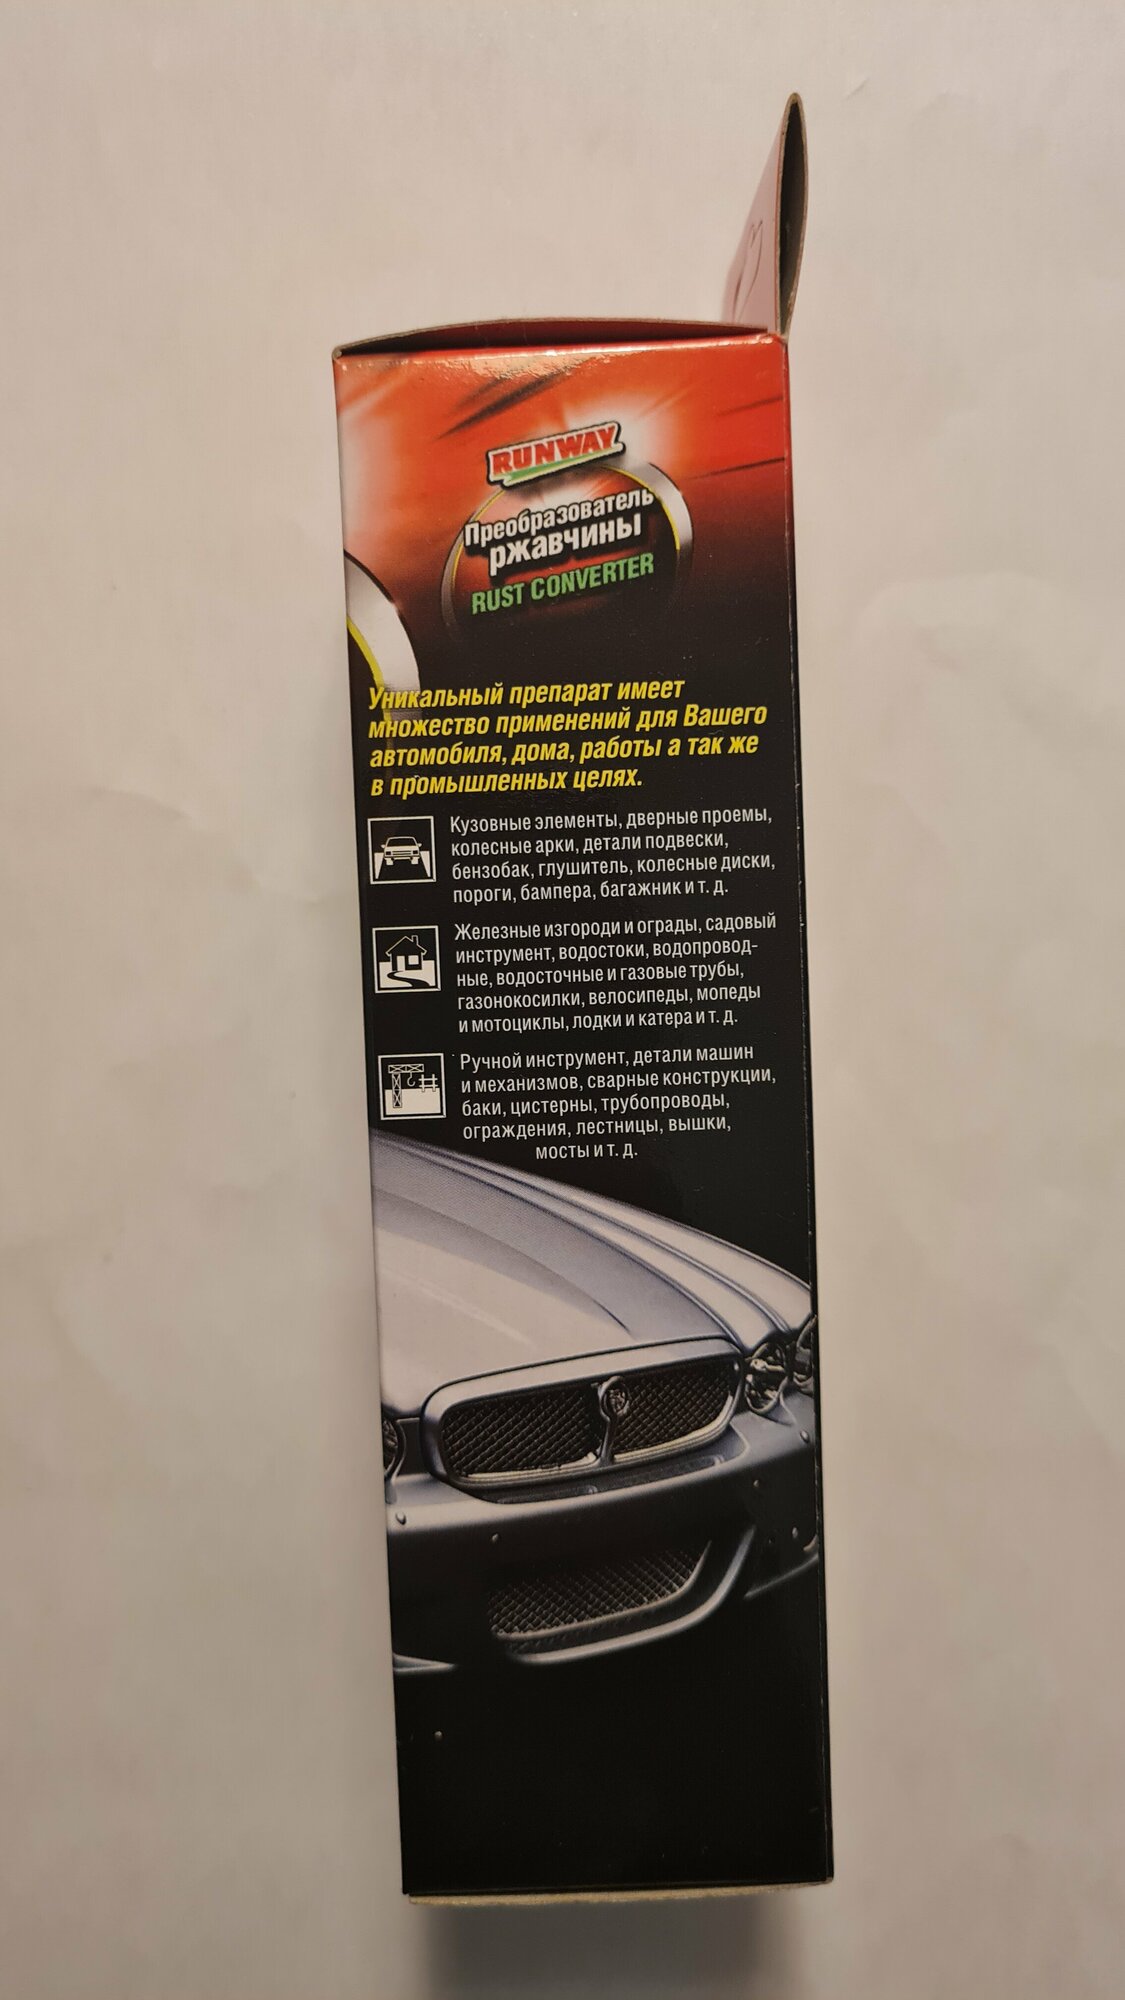 RUNWAY
Преобразователь
ржавчины
RUST CONVERTER
Уникальный препарат имеет
множество применений для Вашего
автомобиля, дома, работы а так же
в промышленных целях.
Кузовные элементы, дверные проемы,
колесные арки, детали подвески,
бензобак, глушитель, колесные диски,
пороги, бампера, багажник и т. д.
Железные изгороди и ограды, садовый
инструмент, водостоки, водопровод-
ные, водосточные и газовые трубы,
газонокосилки, велосипеды, мопеды
и мотоциклы, лодки и катера и т. д.
Ручной инструмент, детали машин
и механизмов, сварные конструкции,
баки, цистерны, трубопроводы,
ограждения, лестницы, вышки,
мосты и т. д.